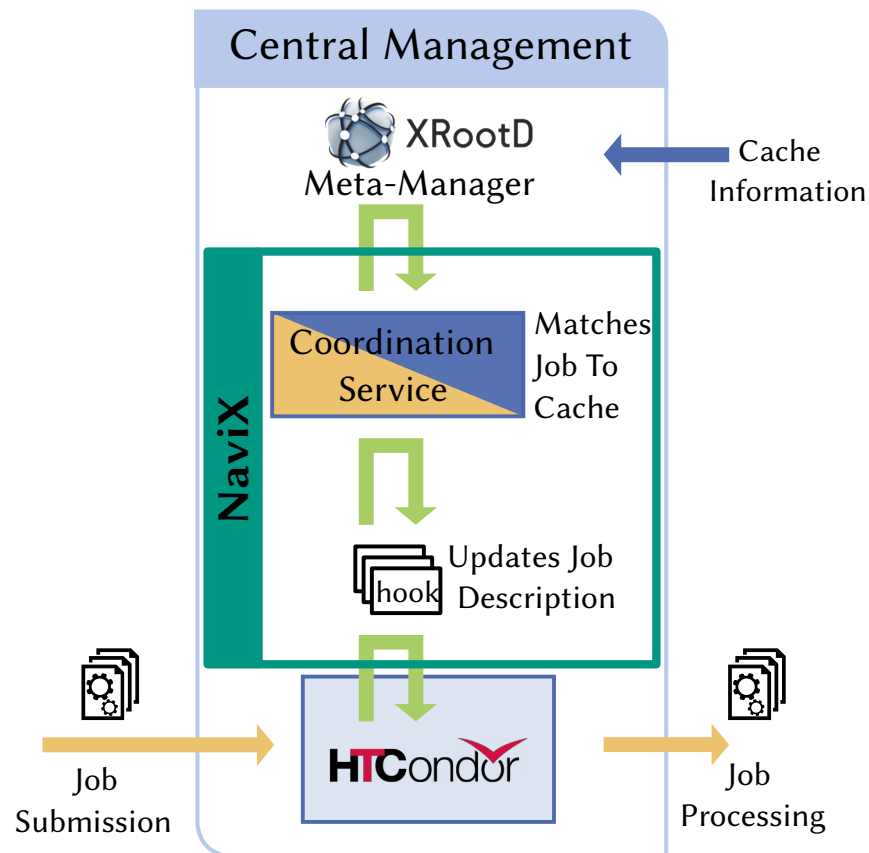 Central Management
XRootD
Meta-Manager
Cache
Information
NaviX
Coordination
Service
Matches
Job To
Cache
hook
Updates Job
Description
HTCondor
Job
Submission
Job
Processing